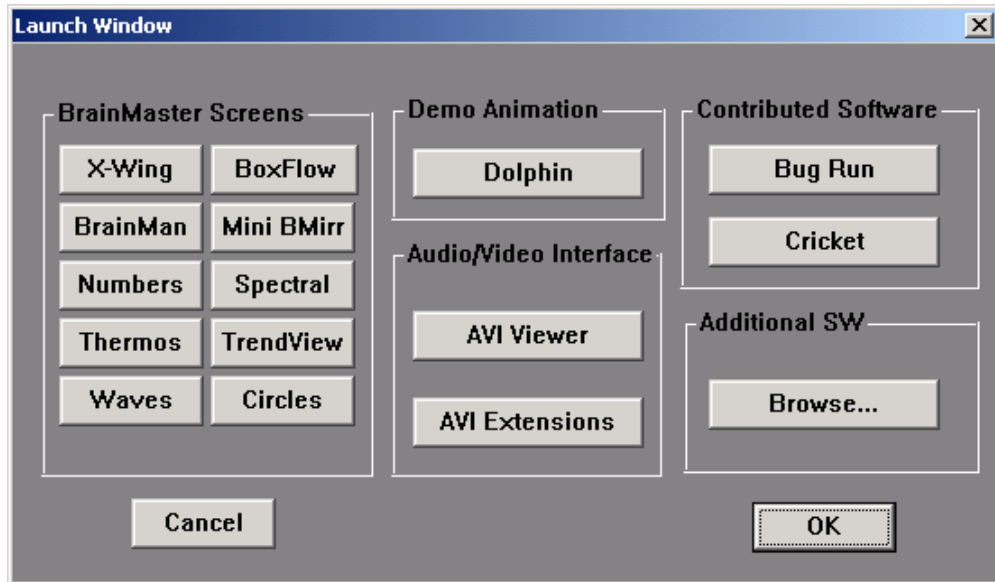 Launch Window
BrainMaster Screens
X-Wing
BoxFlow
BrainMan
Mini BMirr
Numbers
Spectral
Thermos
TrendView
Waves
Circles
Demo Animation
Dolphin
Audio/Video Interface
AVI Viewer
AVI Extensions
Contributed Software
Bug Run
Cricket
Additional SW
Browse...
Cancel
OK